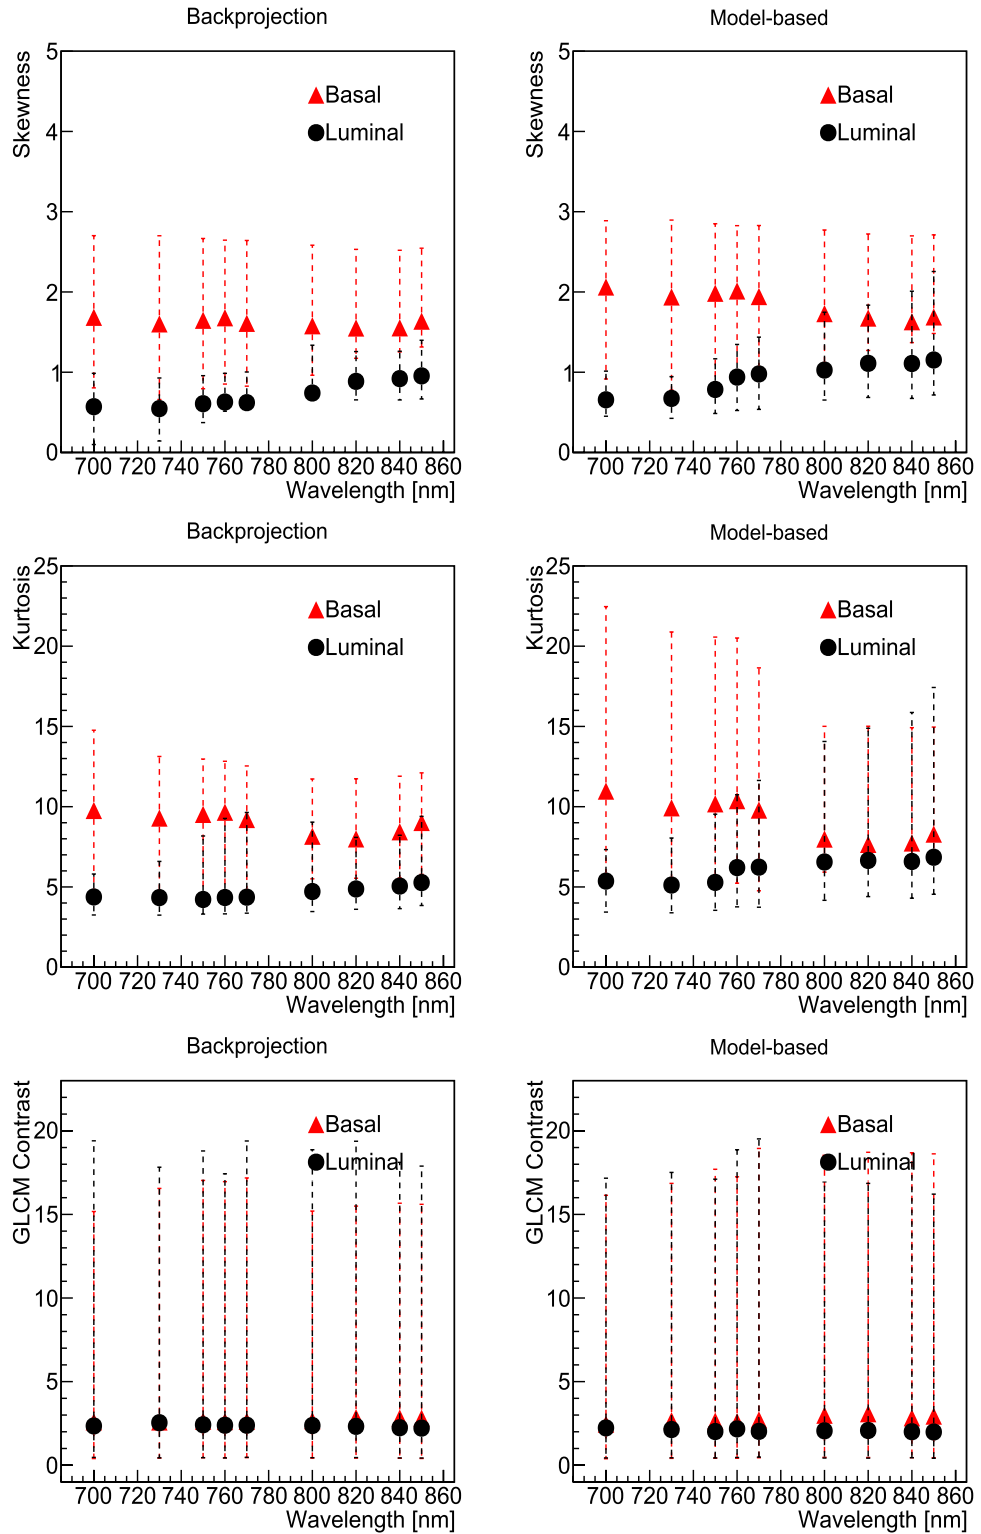 Backprojection
Skewness
5
4
3
2
1
0
Basal
Luminal
700 720 740 760 780 800 820 840 860
Wavelength [nm]
Model-based
Skewness
5
4
3
2
1
0
Basal
Luminal
700 720 740 760 780 800 820 840 860
Wavelength [nm]
Backprojection
Kurtosis
25
20
15
10
5
0
Basal
Luminal
700 720 740 760 780 800 820 840 860
Wavelength [nm]
Model-based
Kurtosis
25
20
15
10
5
0
Basal
Luminal
700 720 740 760 780 800 820 840 860
Wavelength [nm]
Backprojection
GLCM Contrast
20
15
10
5
0
Basal
Luminal
700 720 740 760 780 800 820 840 860
Wavelength [nm]
Model-based
GLCM Contrast
20
15
10
5
0
Basal
Luminal
700 720 740 760 780 800 820 840 860
Wavelength [nm]